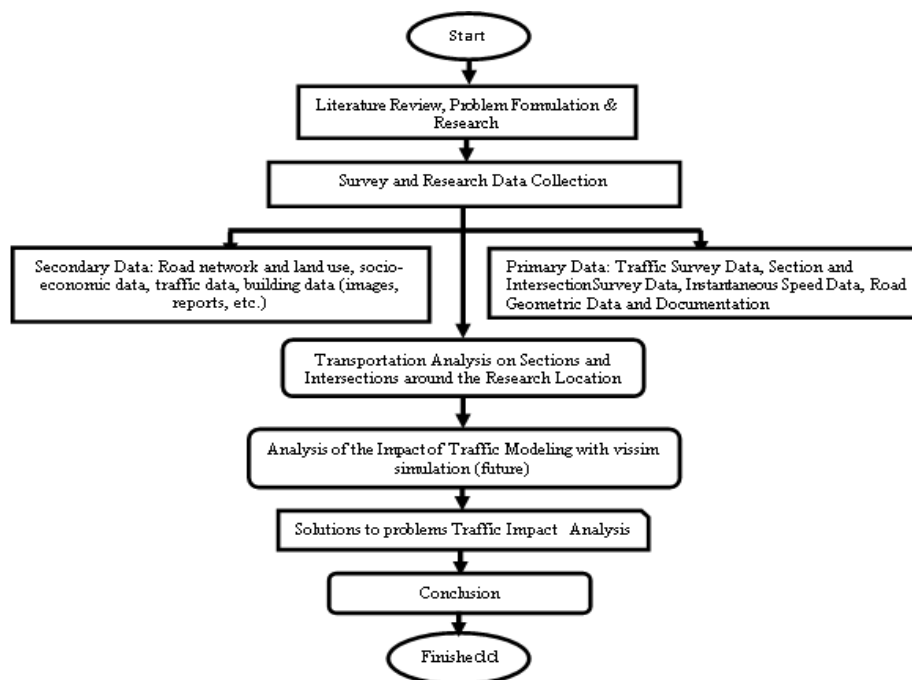 Start
Literature Review, Problem Formulation &
Research
Survey and Research Data Collection
Secondary Data: Road network and land use, socio-
economic data, traffic data, building data (images,
reports, etc.)
Primary Data: Traffic Survey Data, Section and
IntersectionSurvey Data, Instantaneous Speed Data, Road
Geometric Data and Documentation
Transportation Analysis on Sections and
Intersections around the Research Location
Analysis of the Impact of Traffic Modeling with vissim
simulation (future)
Solutions to problems Traffic Impact Analysis
Conclusion
Finishedd